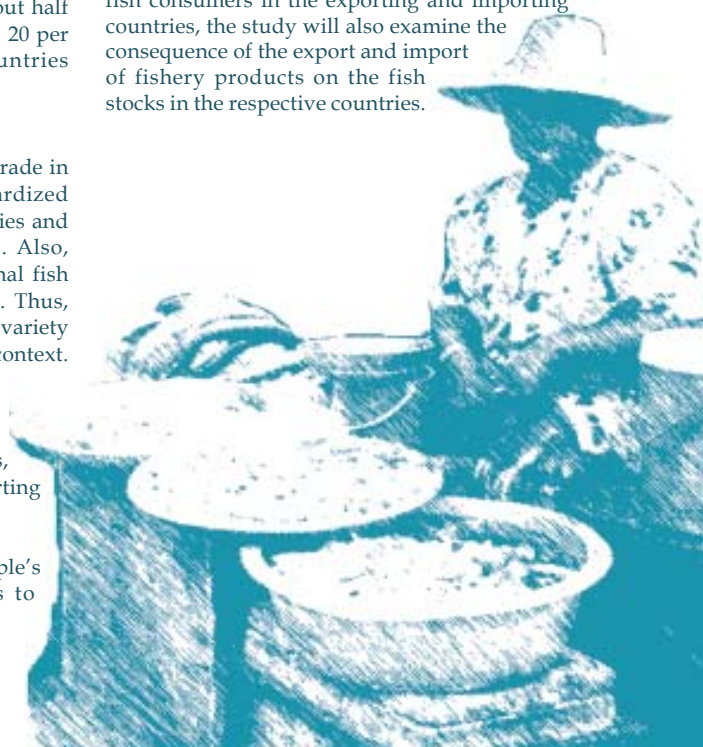 out half
20 per
untries
rade in
ardized
ies and
. Also,
nal fish
. Thus,
variety
context.
s,
rting
ple's
s to
fish consumers in the exporting and importing
countries, the study will also examine the
consequence of the export and import
of fishery products on the fish
stocks in the respective countries.